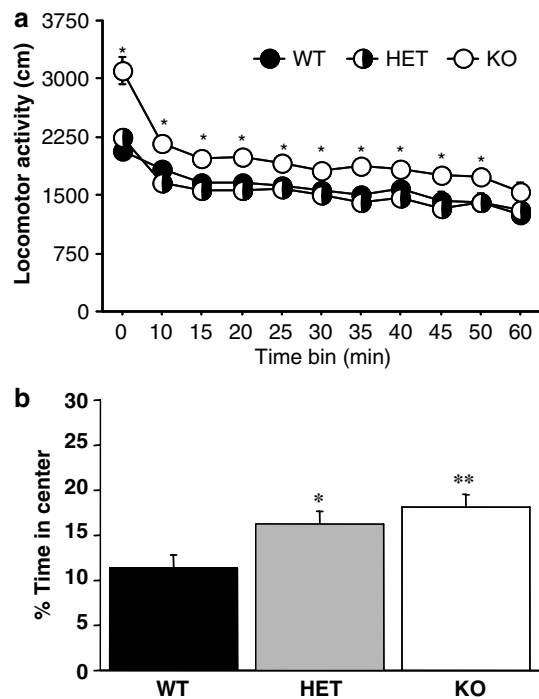 a
3750
3000
2250
1500
750
0
Locomotor activity (cm)
WT HET KO
*
* * * * * * * * *
0 10 15 20 25 30 35 40 45 50 60
Time bin (min)
b
30
25
20
15
10
5
0
% Time in center
*
**
WT HET KO